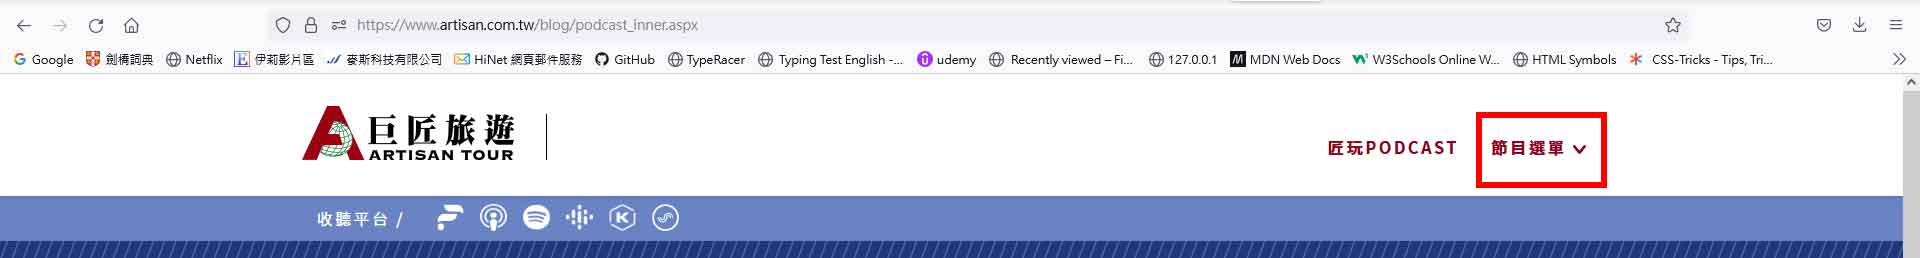 https://www.artisan.com.tw/blog/podcast_inner.aspx
Google 劍橋詞典 Netflix 伊莉影片區 麥斯科技有限公司 HiNet 網頁郵件服務 GitHub TypeRacer Typing Test English -... udemy Recently viewed – Fi... 127.0.0.1 MDN Web Docs W3Schools Online W... HTML Symbols CSS-Tricks - Tips, Tri...
巨匠旅遊
ARTISAN TOUR
匠玩PODCAST 節目選單
收聽平台 /